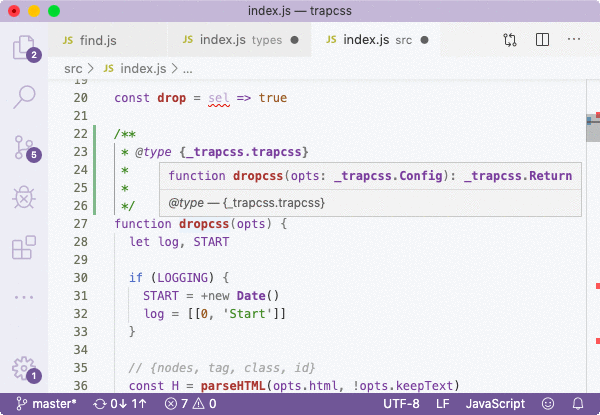 index.js — trapcss
JS find.js JS index.js types JS index.js src
src > JS index.js > ...
19
20 const drop = sel => true
21
22 /**
23 * @type {_trapcss.trapcss}
24 *
function dropcss(opts: _trapcss.Config): _trapcss.Return
25 *
@type — {_trapcss.trapcss}
26 */
27 function dropcss(opts) {
28 let log, START
29
30 if (LOGGING) {
31 START = +new Date()
32 log = [[0, 'Start']]
33 }
34
35 // {nodes, tag, class, id}
36 const H = parseHTML(opts.html, !opts.keepText)
2
5
1
master* 0↓ 1↑ 7 0 UTF-8 LF JavaScript